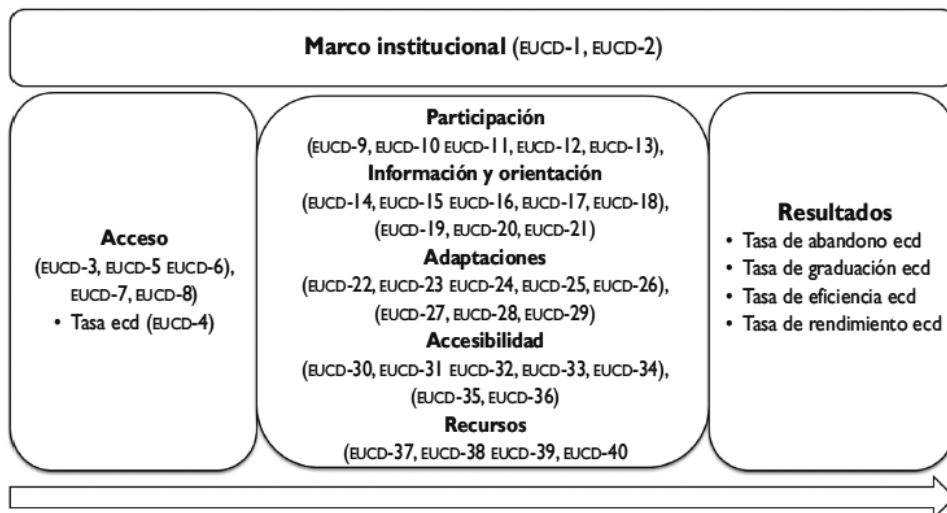 Marco institucional (EUCD-1, EUCD-2)
Acceso
(EUCD-3, EUCD-5 EUCD-6),
EUCD-7, EUCD-8)
• Tasa ecd (EUCD-4)
Participación
(EUCD-9, EUCD-10 EUCD-11, EUCD-12, EUCD-13),
Información y orientación
(EUCD-14, EUCD-15 EUCD-16, EUCD-17, EUCD-18),
(EUCD-19, EUCD-20, EUCD-21)
Adaptaciones
(EUCD-22, EUCD-23 EUCD-24, EUCD-25, EUCD-26),
(EUCD-27, EUCD-28, EUCD-29)
Accesibilidad
(EUCD-30, EUCD-31 EUCD-32, EUCD-33, EUCD-34),
(EUCD-35, EUCD-36)
Recursos
(EUCD-37, EUCD-38 EUCD-39, EUCD-40
Resultados
• Tasa de abandono ecd
• Tasa de graduación ecd
• Tasa de eficiencia ecd
• Tasa de rendimiento ecd